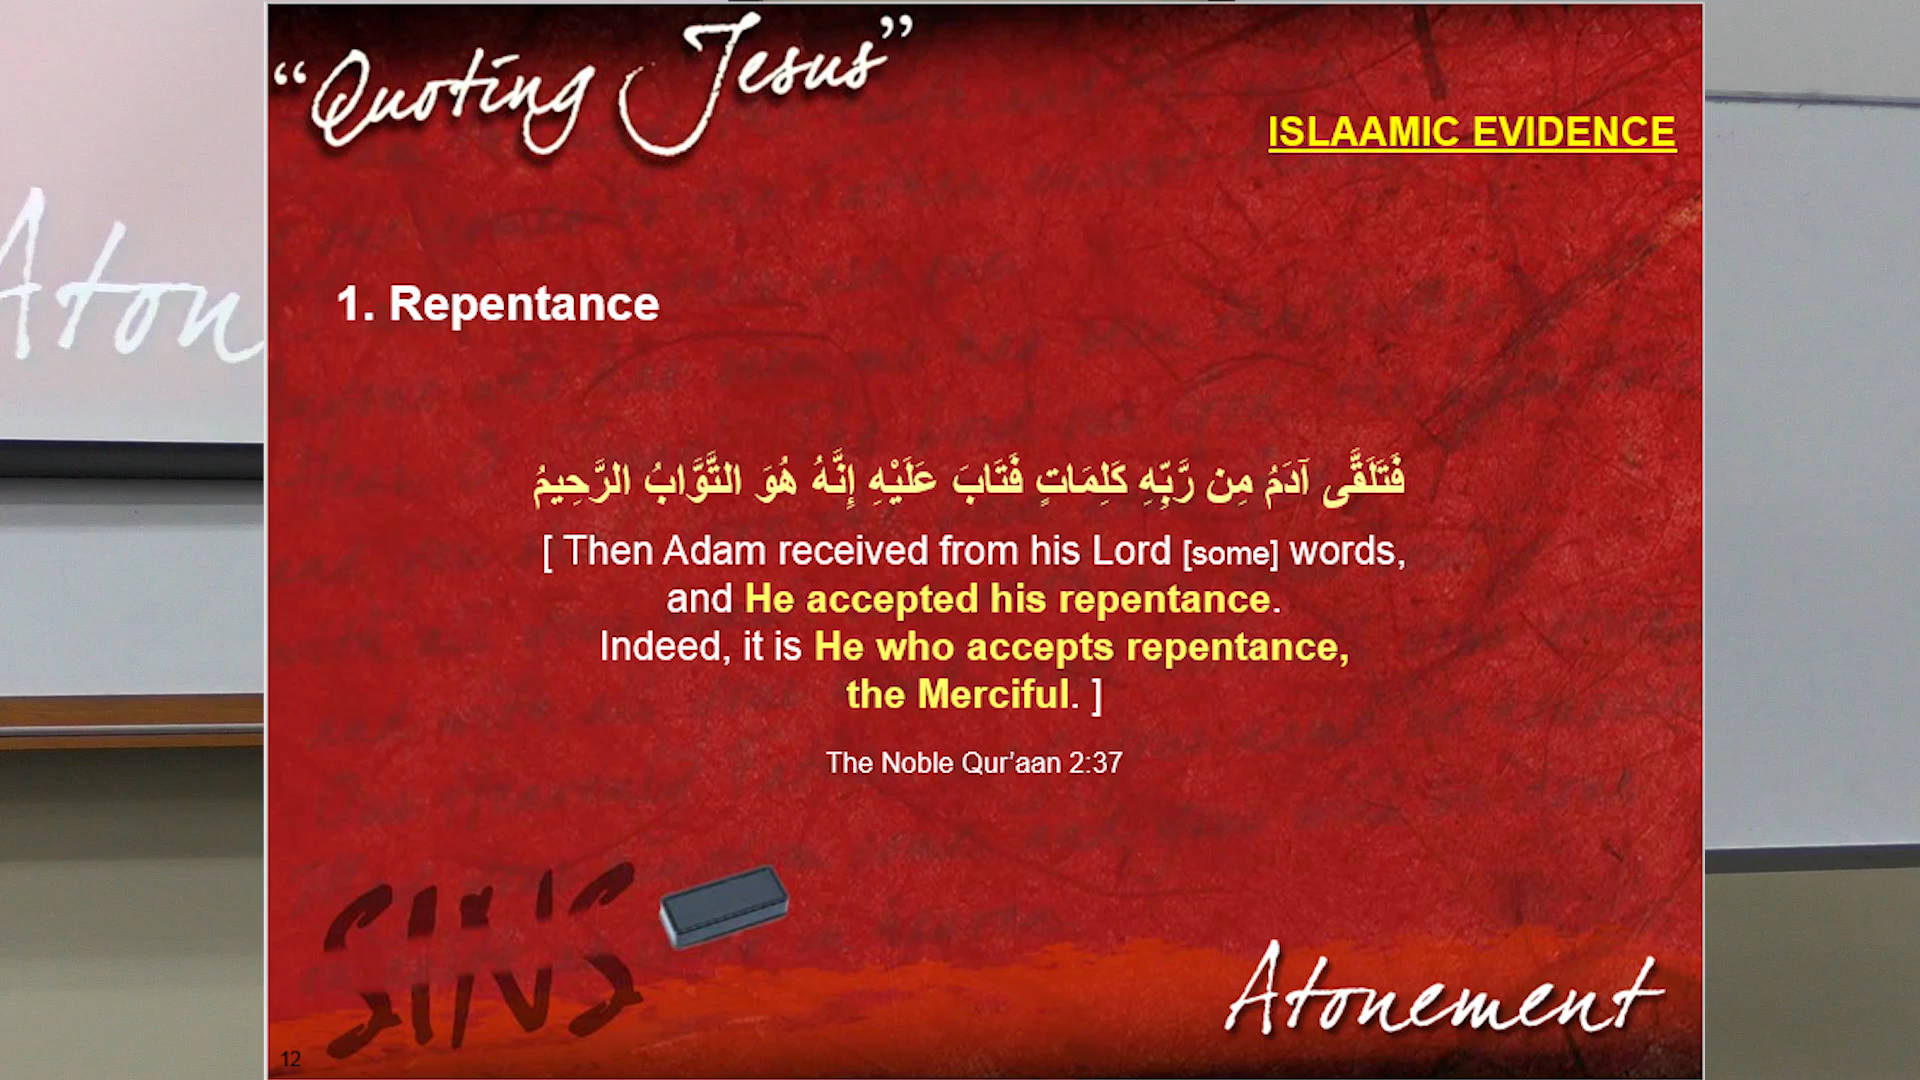 “Quoting Jesus”
ISLAAMIC EVIDENCE
Aton
1. Repentance
فَتَلَقَّى آدَمُ مِن رَّبِّهِ كَلِمَاتٍ فَتَابَ عَلَيْهِ إِنَّهُ هُوَ التَّوَّابُ الرَّحِيمُ
[ Then Adam received from his Lord [some] words,
and He accepted his repentance.
Indeed, it is He who accepts repentance,
the Merciful. ]
The Noble Qur’aan 2:37
SINS
Atonement
12